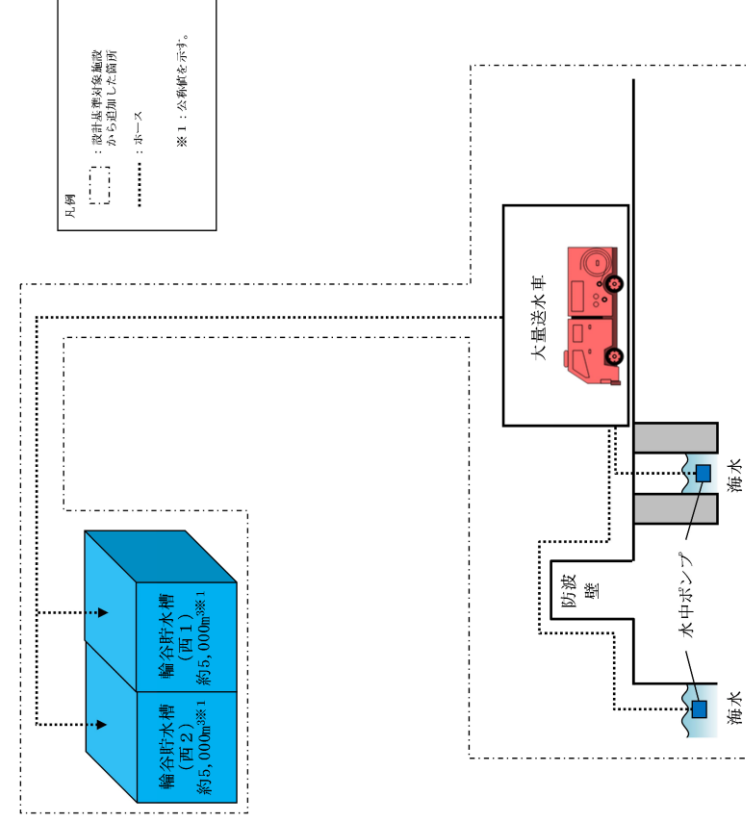 凡例
：設計基準対象施設
から追加した箇所
：ホース
※１：公称値を示す。
大量送水車
輪谷貯水槽
（西２）
約5,000m³※1
輪谷貯水槽
（西１）
約5,000m³※1
防波
壁
水中ポンプ
海水
海水